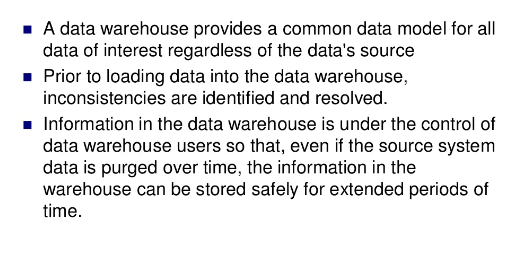 A data warehouse provides a common data model for all
data of interest regardless of the data's source
Prior to loading data into the data warehouse,
inconsistencies are identified and resolved.
Information in the data warehouse is under the control of
data warehouse users so that, even if the source system
data is purged over time, the information in the
warehouse can be stored safely for extended periods of
time.